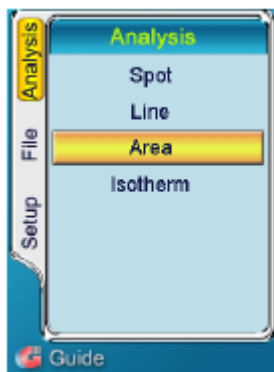 Analysis
Spot
Line
Area
Isotherm
Analysis
File
Setup
Guide